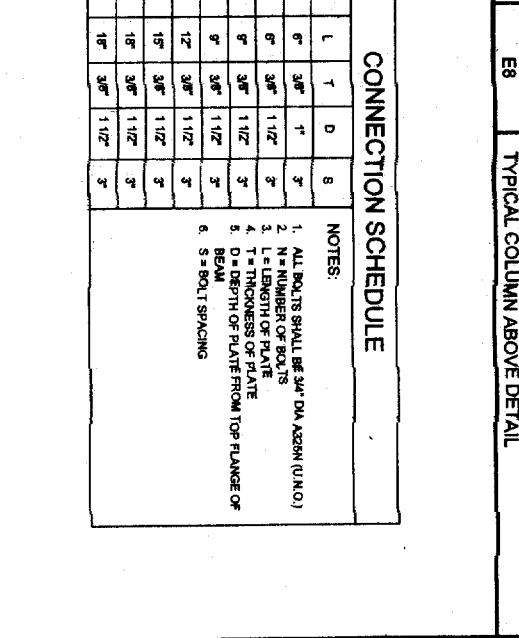 E8
TYPICAL COLUMN ABOVE DETAIL
CONNECTION SCHEDULE
L T D S
6" 3/8" 1" 3"
6" 3/8" 1 1/2" 3"
9" 3/8" 1 1/2" 3"
9" 3/8" 1 1/2" 3"
12" 3/8" 1 1/2" 3"
15" 3/8" 1 1/2" 3"
18" 3/8" 1 1/2" 3"
18" 3/8" 1 1/2" 3"
NOTES:
1. ALL BOLTS SHALL BE 3/4" DIA A325N (U.N.O.)
2. N = NUMBER OF BOLTS
3. L = LENGTH OF PLATE
4. T = THICKNESS OF PLATE
5. D = DEPTH OF PLATE FROM TOP FLANGE OF
BEAM
6. S = BOLT SPACING